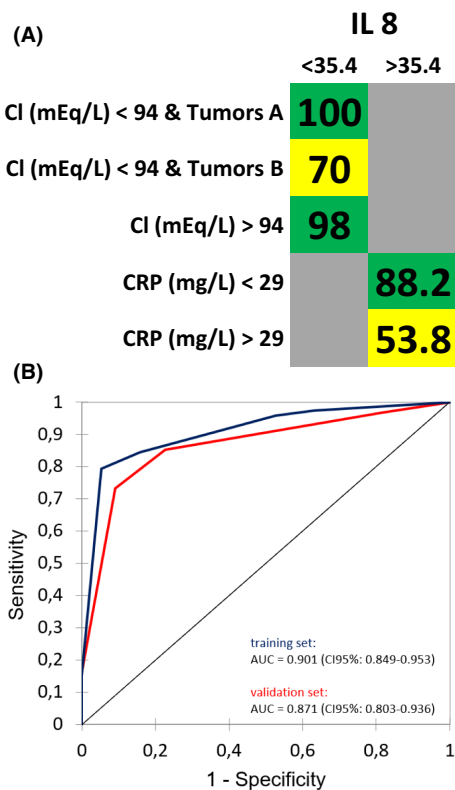 (A)
IL 8
<35.4 >35.4
Cl (mEq/L) < 94 & Tumors A 100
Cl (mEq/L) < 94 & Tumors B 70
Cl (mEq/L) > 94 98
CRP (mg/L) < 29 88.2
CRP (mg/L) > 29 53.8
(B)
1
0,9
0,8
0,7
0,6
0,5
0,4
0,3
0,2
0,1
0
Sensitivity
training set:
AUC = 0.901 (CI95%: 0.849-0.953)
validation set:
AUC = 0.871 (CI95%: 0.803-0.936)
0 0,2 0,4 0,6 0,8 1
1 - Specificity